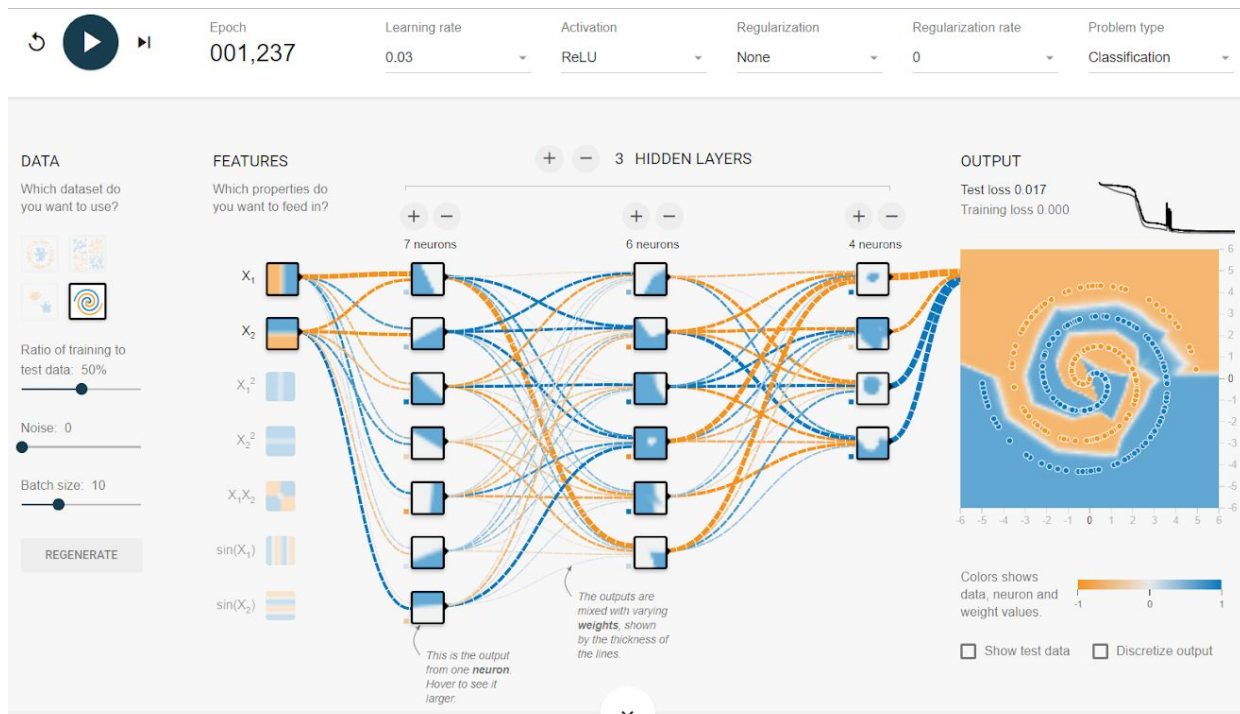 Epoch
001,237
Learning rate
0.03
Activation
ReLU
Regularization
None
Regularization rate
0
Problem type
Classification
DATA
Which dataset do
you want to use?
Ratio of training to
test data: 50%
Noise: 0
Batch size: 10
REGENERATE
FEATURES
Which properties do
you want to feed in?
X₁
X₂
X₁²
X₂²
X₁X₂
sin(X₁)
sin(X₂)
+ − 3 HIDDEN LAYERS
+ −
7 neurons
+ −
6 neurons
+ −
4 neurons
This is the output
from one neuron.
Hover to see it
larger.
The outputs are
mixed with varying
weights, shown
by the thickness of
the lines.
OUTPUT
Test loss 0.017
Training loss 0.000
6
5
4
3
2
1
0
-1
-2
-3
-4
-5
-6
-6 -5 -4 -3 -2 -1 0 1 2 3 4 5 6
Colors shows
data, neuron and
weight values.
-1 0 1
Show test data
Discretize output